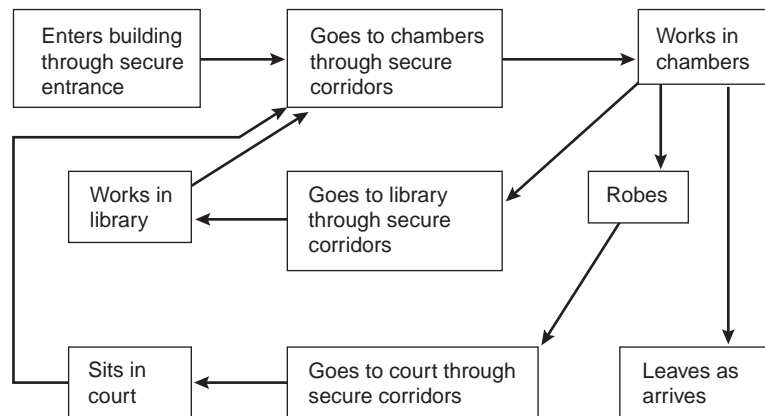 Enters building
through secure
entrance
Goes to chambers
through secure
corridors
Works in
chambers
Works in
library
Goes to library
through secure
corridors
Robes
Sits in
court
Goes to court through
secure corridors
Leaves as
arrives